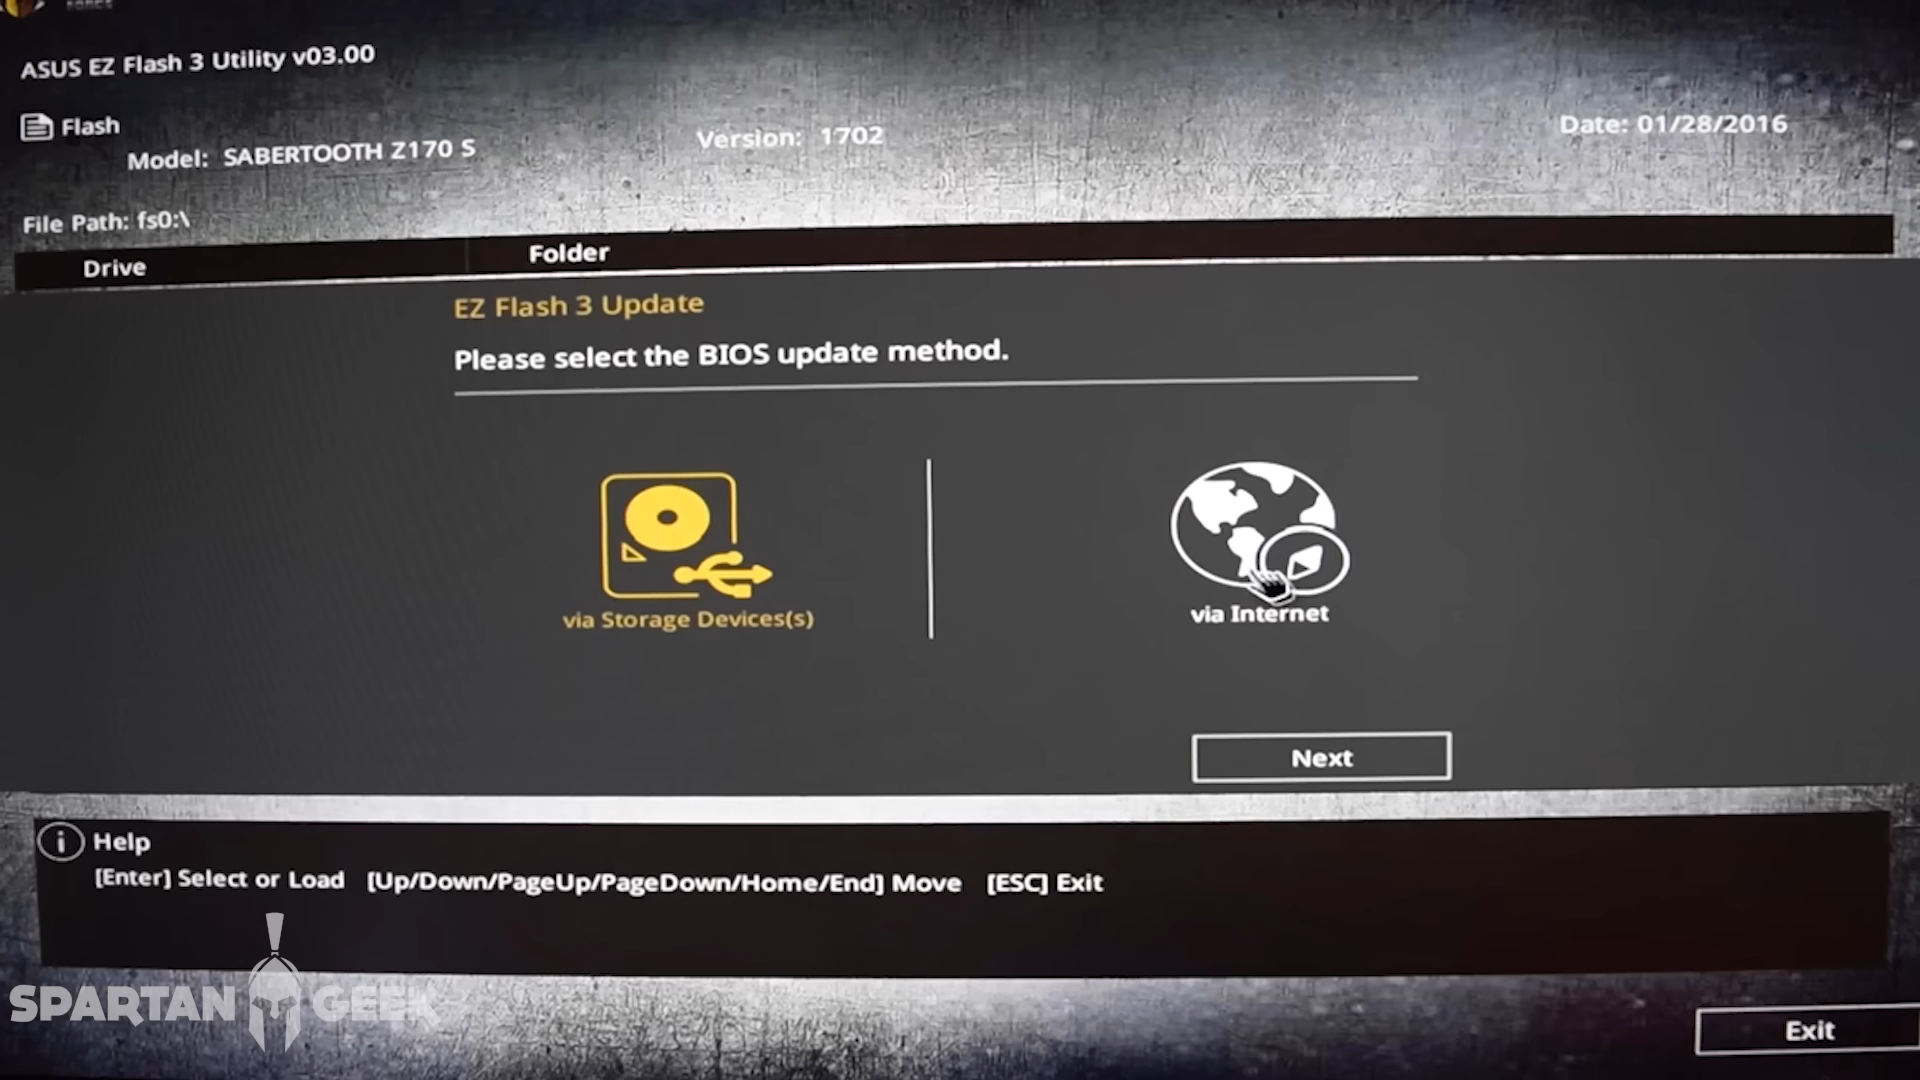 FORCE
ASUS EZ Flash 3 Utility v03.00
Flash
Model: SABERTOOTH Z170 S
Version: 1702
Date: 01/28/2016
File Path: fs0:\
Drive
Folder
EZ Flash 3 Update
Please select the BIOS update method.
via Storage Devices(s)
via Internet
Next
Help
[Enter] Select or Load [Up/Down/PageUp/PageDown/Home/End] Move [ESC] Exit
SPARTAN GEEK
Exit